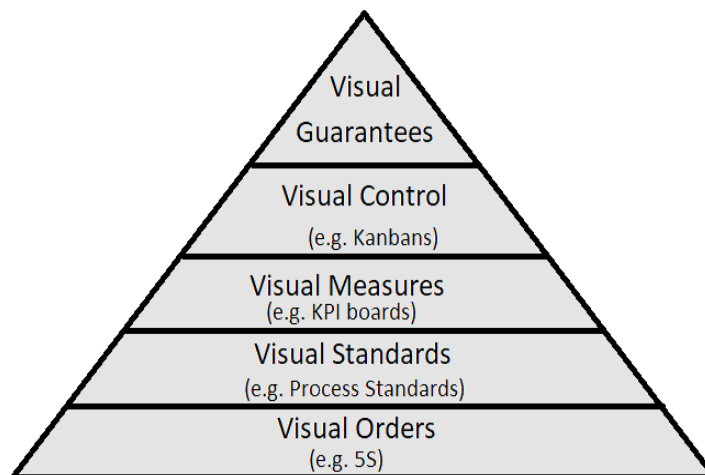 Visual
Guarantees
Visual Control
(e.g. Kanbans)
Visual Measures
(e.g. KPI boards)
Visual Standards
(e.g. Process Standards)
Visual Orders
(e.g. 5S)